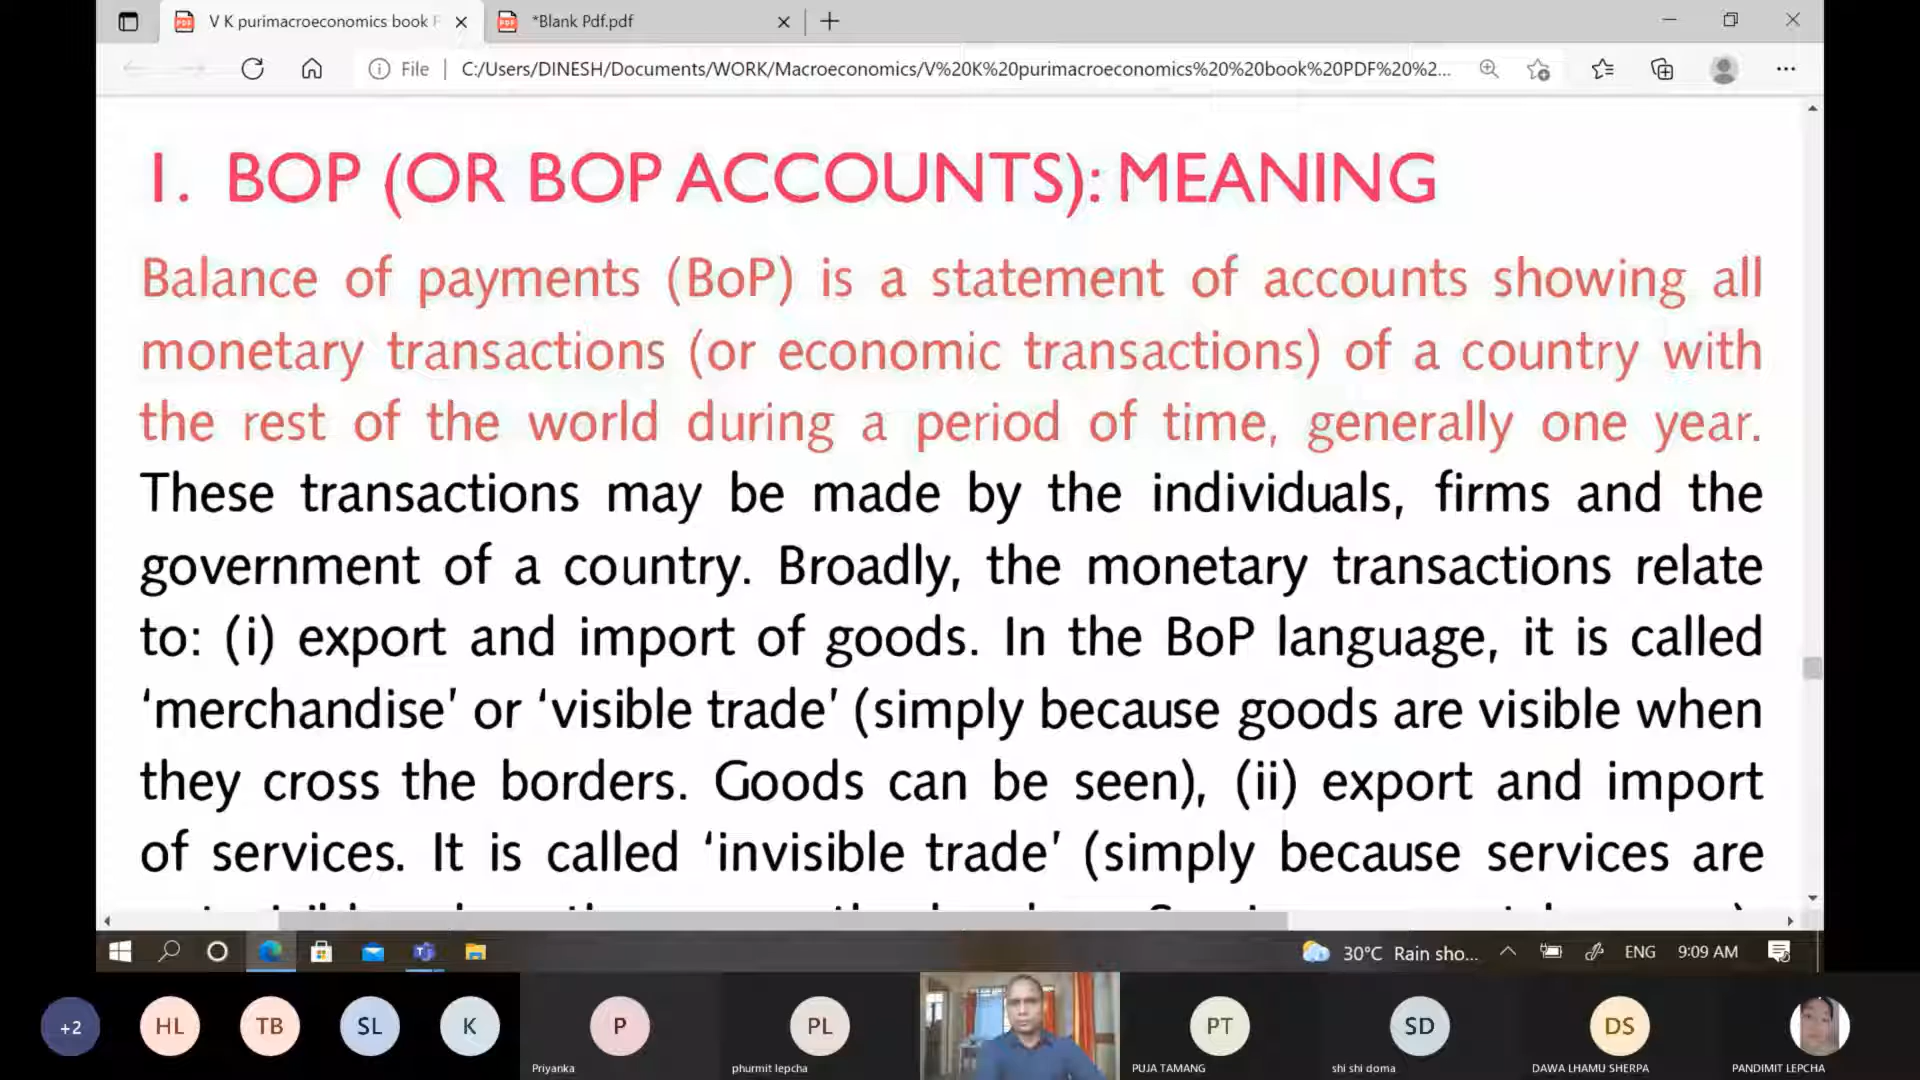 V K purimacroeconomics book F
*Blank Pdf.pdf
File
C:/Users/DINESH/Documents/WORK/Macroeconomics/V%20K%20purimacroeconomics%20%20book%20PDF%20%2...
1. BOP (OR BOP ACCOUNTS): MEANING
Balance of payments (BoP) is a statement of accounts showing all
monetary transactions (or economic transactions) of a country with
the rest of the world during a period of time, generally one year.
These transactions may be made by the individuals, firms and the
government of a country. Broadly, the monetary transactions relate
to: (i) export and import of goods. In the BoP language, it is called
‘merchandise’ or ‘visible trade’ (simply because goods are visible when
they cross the borders. Goods can be seen), (ii) export and import
of services. It is called ‘invisible trade’ (simply because services are
30°C Rain sho...
ENG
9:09 AM
+2
HL
TB
SL
K
P
Priyanka
PL
phurmit lepcha
PT
PUJA TAMANG
SD
shi shi doma
DS
DAWA LHAMU SHERPA
PANDIMIT LEPCHA